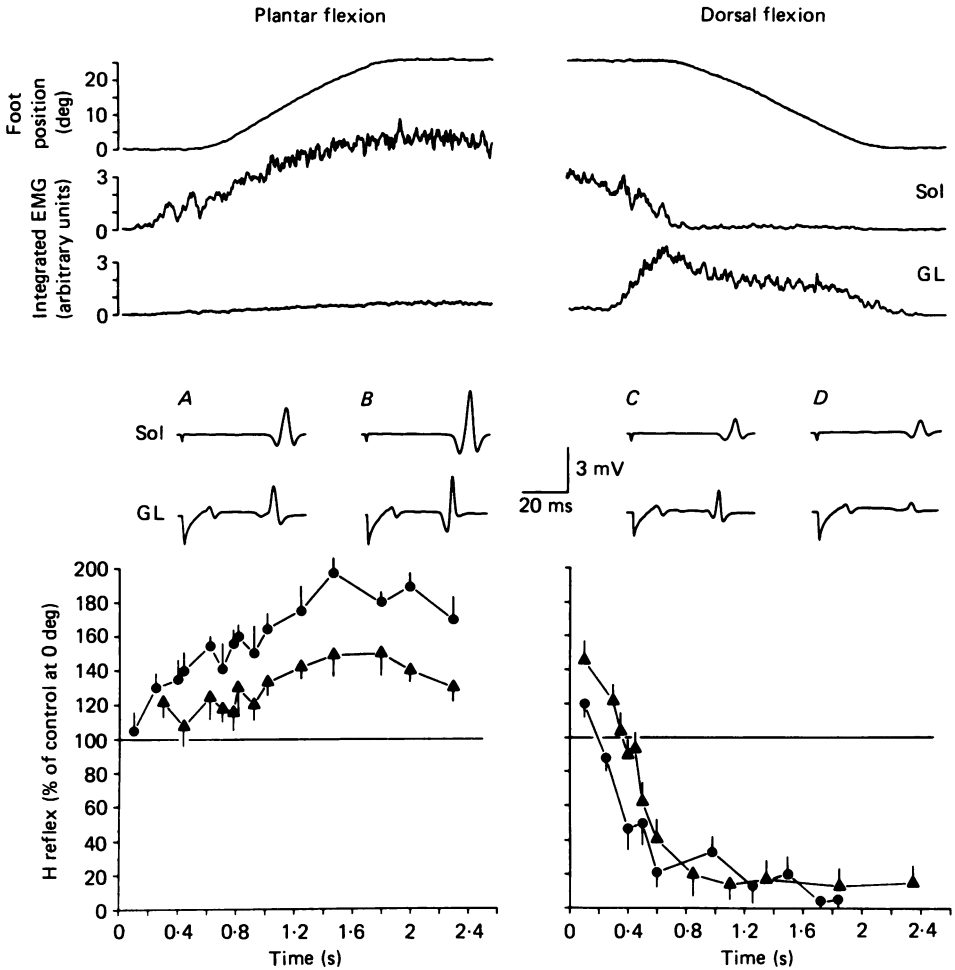 Plantar flexion
Dorsal flexion
Foot
position
(deg)
20
10
0
Integrated EMG
(arbitrary units)
3
0
3
0
Sol
GL
A
B
C
D
Sol
GL
3 mV
20 ms
H reflex (% of control at 0 deg)
200
180
160
140
120
100
80
60
40
20
0
0 0·4 0·8 1·2 1·6 2 2·4
Time (s)
0 0·4 0·8 1·2 1·6 2 2·4
Time (s)